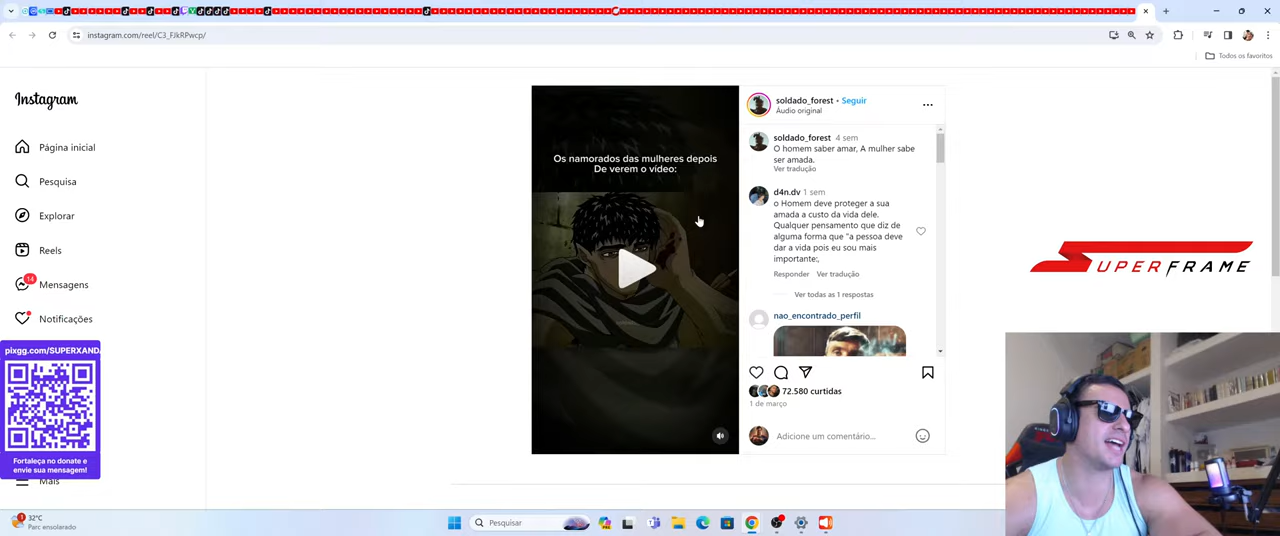 instagram.com/reel/C3_FJkRPwcp/
Todos os favoritos
Instagram
Página inicial
Pesquisa
Explorar
Reels
14
Mensagens
Notificações
pixgg.com/SUPERXAND
Fortaleça no donate e
envie sua mensagem!
Mais
Os namorados das mulheres depois
De verem o vídeo:
soldado_forest • Seguir
Áudio original
soldado_forest 4 sem
O homem saber amar, A mulher sabe
ser amada.
Ver tradução
d4n.dv 1 sem
o Homem deve proteger a sua
amada a custo da vida dele.
Qualquer pensamento que diz de
alguma forma que "a pessoa deve
dar a vida pois eu sou mais
importante:,
Responder Ver tradução
Ver todas as 1 respostas
nao_encontrado_perfil
72.580 curtidas
1 de março
Adicione um comentário...
SUPERFRAME
1
32°C
Parc ensolarado
Pesquisar